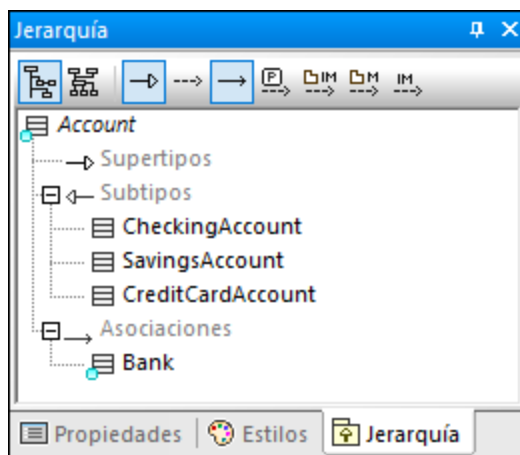 Jerarquía
P IM M IM
Account
Supertipos
Subtipos
CheckingAccount
SavingsAccount
CreditCardAccount
Asociaciones
Bank
Propiedades Estilos Jerarquía